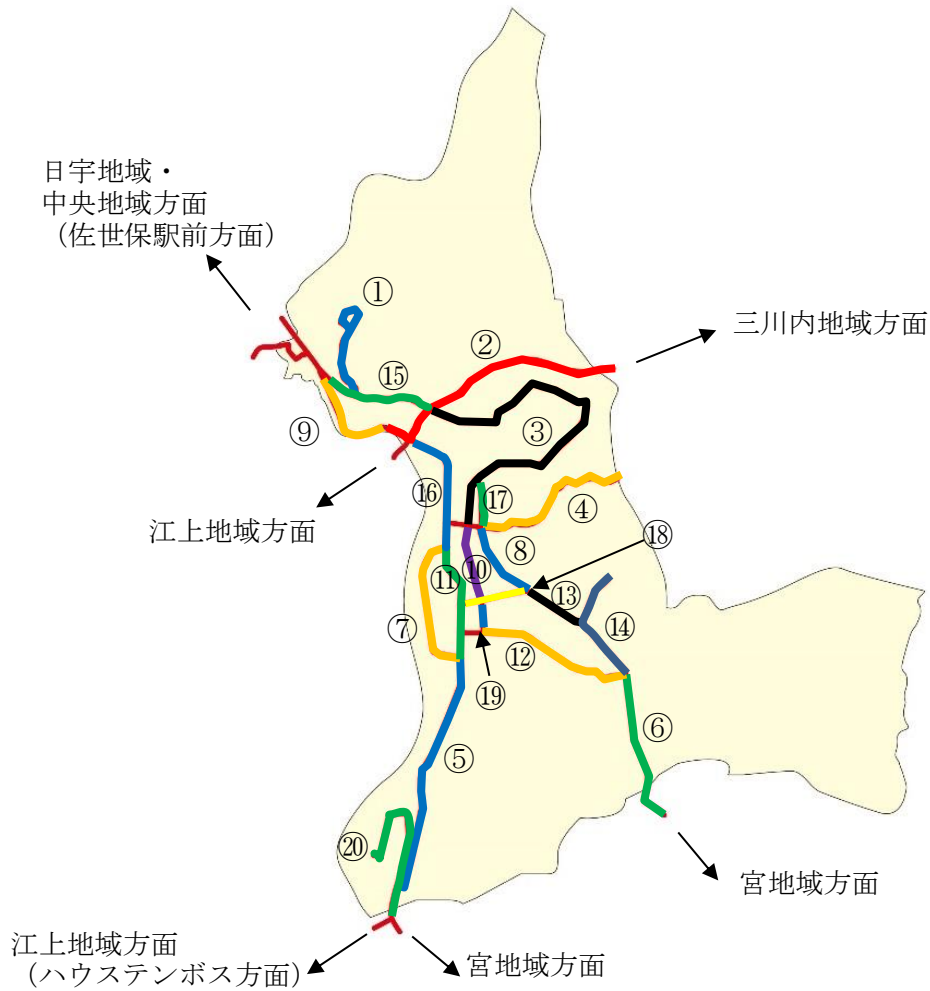 日宇地域・
中央地域方面
（佐世保駅前方面）
①
三川内地域方面
②
⑮
③
⑨
⑯
⑰
④
江上地域方面
⑱
⑧
⑪
⑩
⑬
⑦
⑭
⑫
⑲
⑥
⑤
⑳
宮地域方面
江上地域方面
（ハウステンボス方面）
宮地域方面